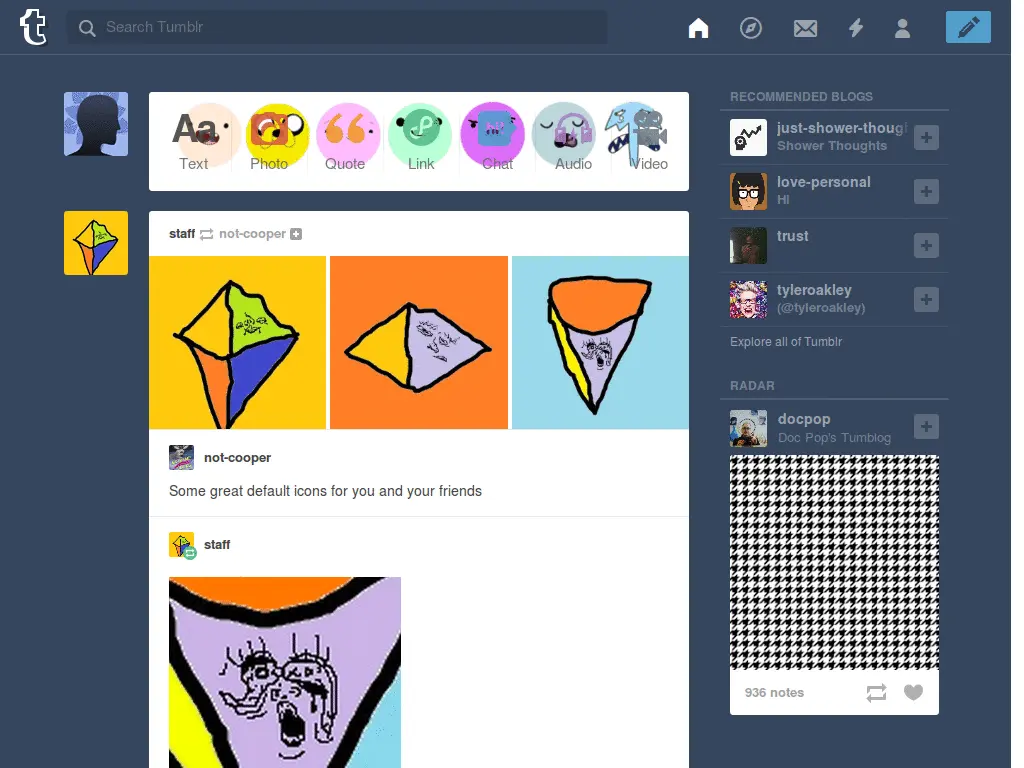 Search Tumblr
Aa
Text
Photo
Quote
Link
hi!
Chat
Audio
Video
staff not-cooper
not-cooper
Some great default icons for you and your friends
staff
RECOMMENDED BLOGS
just-shower-though
Shower Thoughts
love-personal
HI
trust
tyleroakley
(@tyleroakley)
Explore all of Tumblr
RADAR
docpop
Doc Pop's Tumblog
936 notes